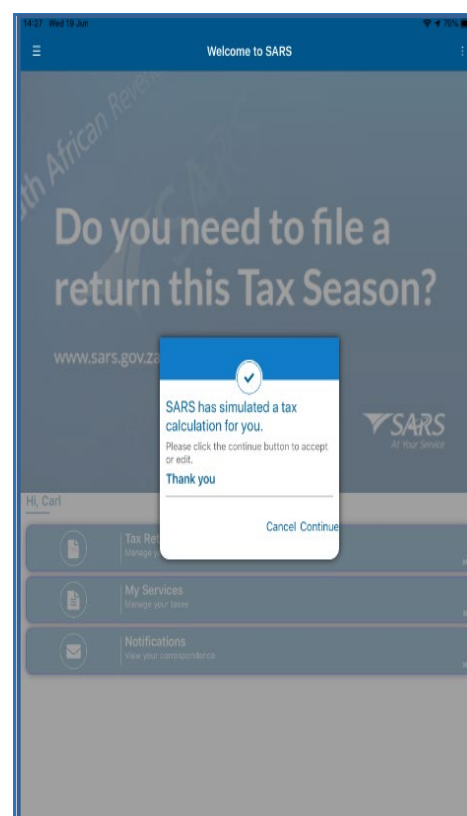 14:27 Wed 19 Jun 70%
Welcome to SARS
South African Revenue
SARS
Do you need to file a
return this Tax Season?
www.sars.gov.za
SARS has simulated a tax
calculation for you.
Please click the continue button to accept
or edit.
Thank you
Cancel Continue
SARS
At Your Service
Hi, Carl
Tax Ret
Manage y
My Services
Manage your taxes
Notifications
View your correspondence